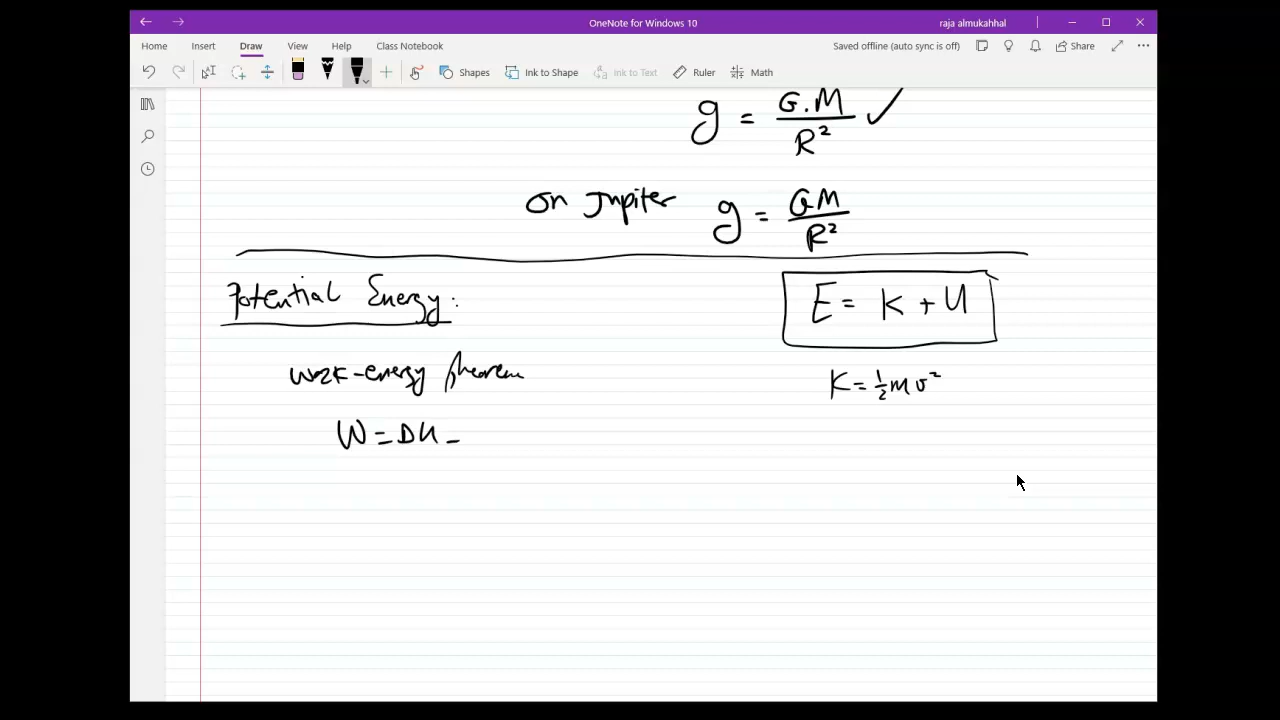 OneNote for Windows 10
raja almukahhal
Home Insert Draw View Help Class Notebook
Saved offline (auto sync is off)
Share
Shapes
Ink to Shape
Ink to Text
Ruler
Math
g = G.M / R² ✓
On Jupiter g = GM / R²
Potential Energy:
E = K + U
work-energy theorem
K = ½mv²
W = ΔU =